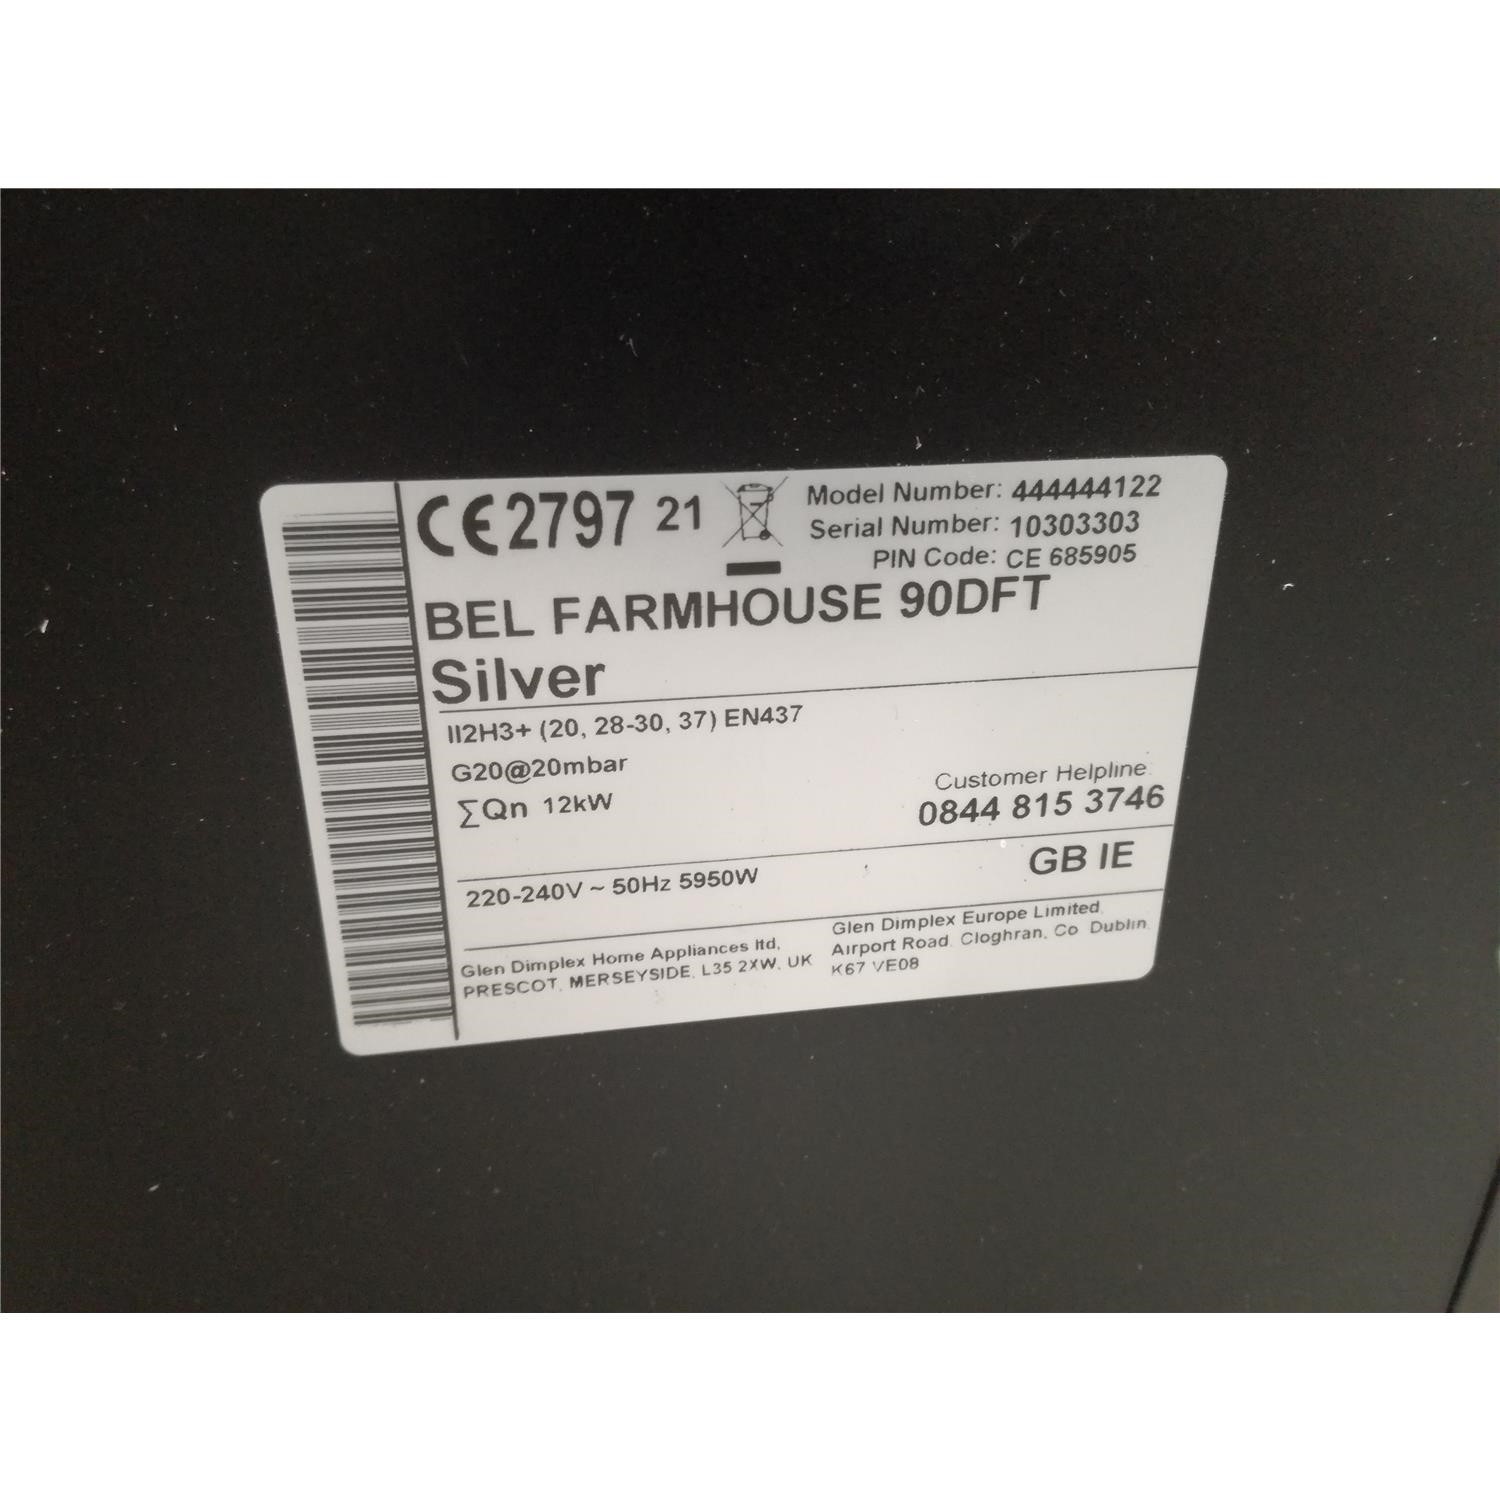 CE2797 21
Model Number: 444444122
Serial Number: 10303303
PIN Code: CE 685905
BEL FARMHOUSE 90DFT
Silver
II2H3+ (20, 28-30, 37) EN437
G20@20mbar
∑Qn 12kW
Customer Helpline
0844 815 3746
GB IE
220-240V ~ 50Hz 5950W
Glen Dimplex Home Appliances ltd,
PRESCOT, MERSEYSIDE, L35 2XW, UK
Glen Dimplex Europe Limited,
Airport Road, Cloghran, Co Dublin,
K67 VE08